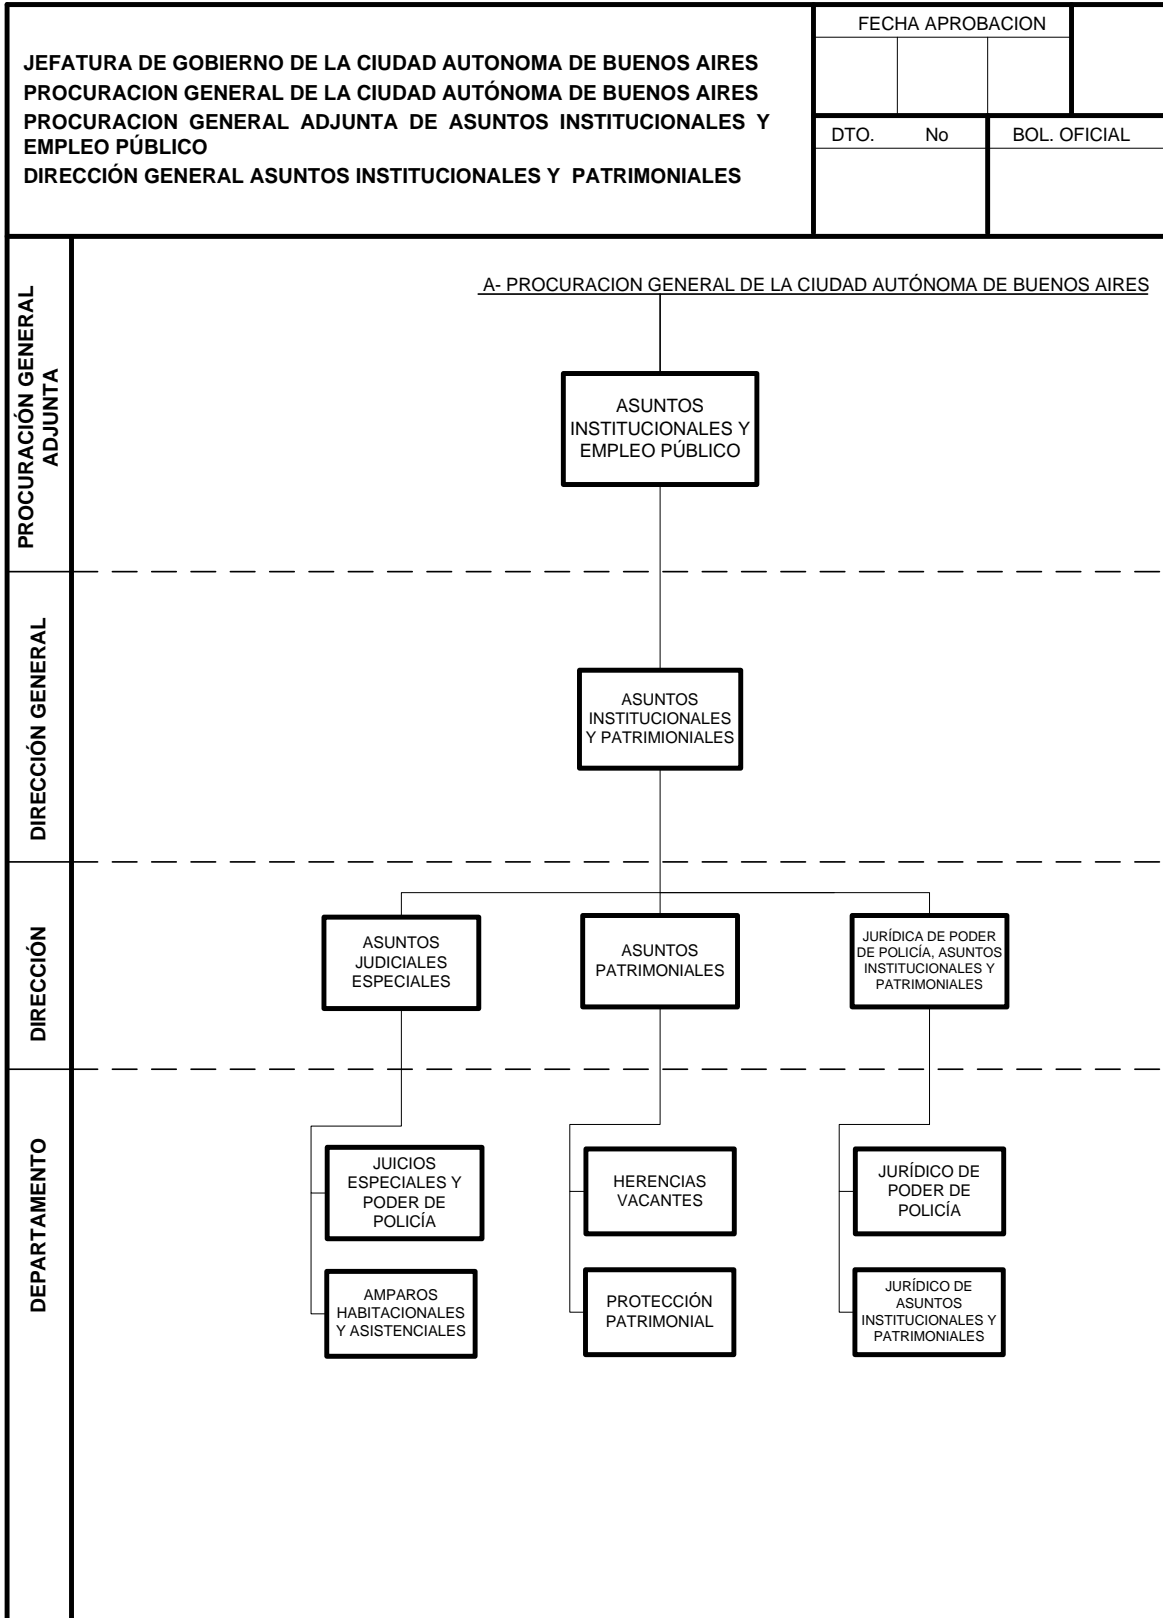 JEFATURA DE GOBIERNO DE LA CIUDAD AUTONOMA DE BUENOS AIRES
PROCURACION GENERAL DE LA CIUDAD AUTÓNOMA DE BUENOS AIRES
PROCURACION GENERAL ADJUNTA DE ASUNTOS INSTITUCIONALES Y
EMPLEO PÚBLICO
DIRECCIÓN GENERAL ASUNTOS INSTITUCIONALES Y PATRIMONIALES
FECHA APROBACION
DTO. No
BOL. OFICIAL
PROCURACIÓN GENERAL
ADJUNTA
A- PROCURACION GENERAL DE LA CIUDAD AUTÓNOMA DE BUENOS AIRES
ASUNTOS
INSTITUCIONALES Y
EMPLEO PÚBLICO
DIRECCIÓN GENERAL
ASUNTOS
INSTITUCIONALES
Y PATRIMIONIALES
DIRECCIÓN
ASUNTOS
JUDICIALES
ESPECIALES
ASUNTOS
PATRIMONIALES
JURÍDICA DE PODER
DE POLICÍA, ASUNTOS
INSTITUCIONALES Y
PATRIMONIALES
DEPARTAMENTO
JUICIOS
ESPECIALES Y
PODER DE
POLICÍA
HERENCIAS
VACANTES
JURÍDICO DE
PODER DE
POLICÍA
AMPAROS
HABITACIONALES
Y ASISTENCIALES
PROTECCIÓN
PATRIMONIAL
JURÍDICO DE
ASUNTOS
INSTITUCIONALES Y
PATRIMONIALES